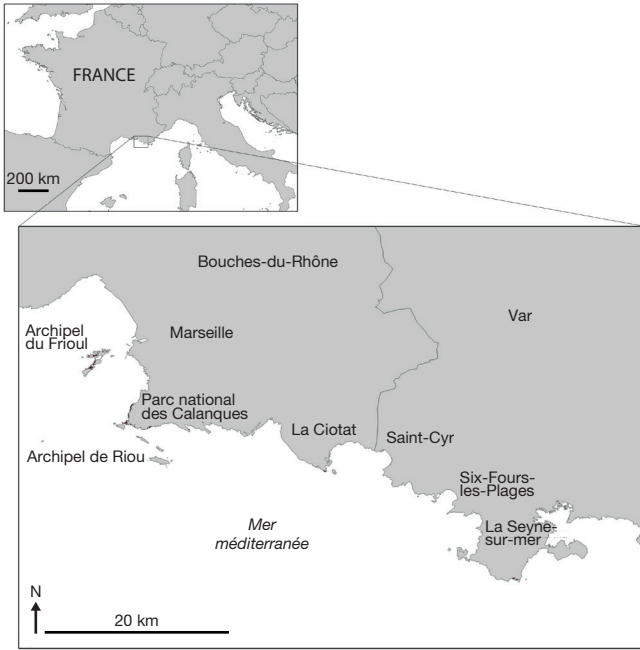 FRANCE
200 km
Bouches-du-Rhône
Var
Archipel
du Frioul
Marseille
Parc national
des Calanques
La Ciotat
Saint-Cyr
Archipel de Riou
Six-Fours-
les-Plages
La Seyne-
sur-mer
Mer
méditerranée
N
20 km